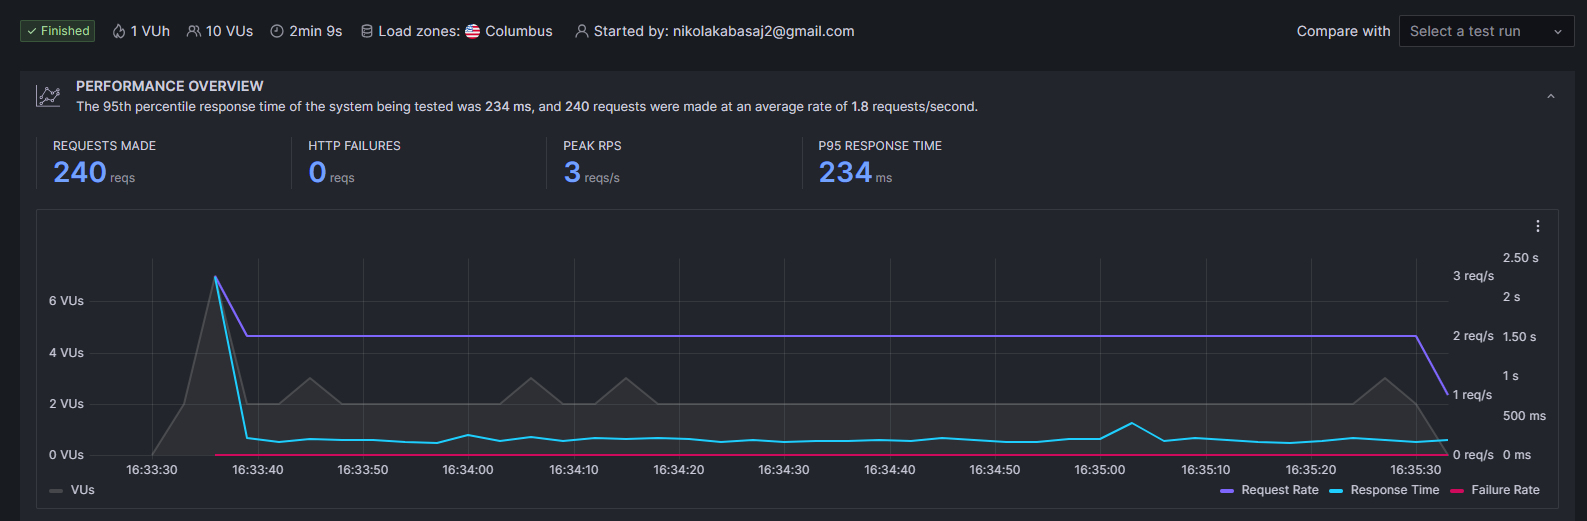 Finished 1 VUh 10 VUs 2min 9s Load zones: Columbus Started by: nikolakabasaj2@gmail.com Compare with Select a test run
PERFORMANCE OVERVIEW
The 95th percentile response time of the system being tested was 234 ms, and 240 requests were made at an average rate of 1.8 requests/second.
REQUESTS MADE HTTP FAILURES PEAK RPS P95 RESPONSE TIME
240 reqs 0 reqs 3 reqs/s 234 ms
2.50 s
3 req/s
6 VUs 2 s
4 VUs 2 req/s 1.50 s
1 s
2 VUs 1 req/s
500 ms
0 VUs 0 req/s 0 ms
16:33:30 16:33:40 16:33:50 16:34:00 16:34:10 16:34:20 16:34:30 16:34:40 16:34:50 16:35:00 16:35:10 16:35:20 16:35:30
VUs Request Rate Response Time Failure Rate